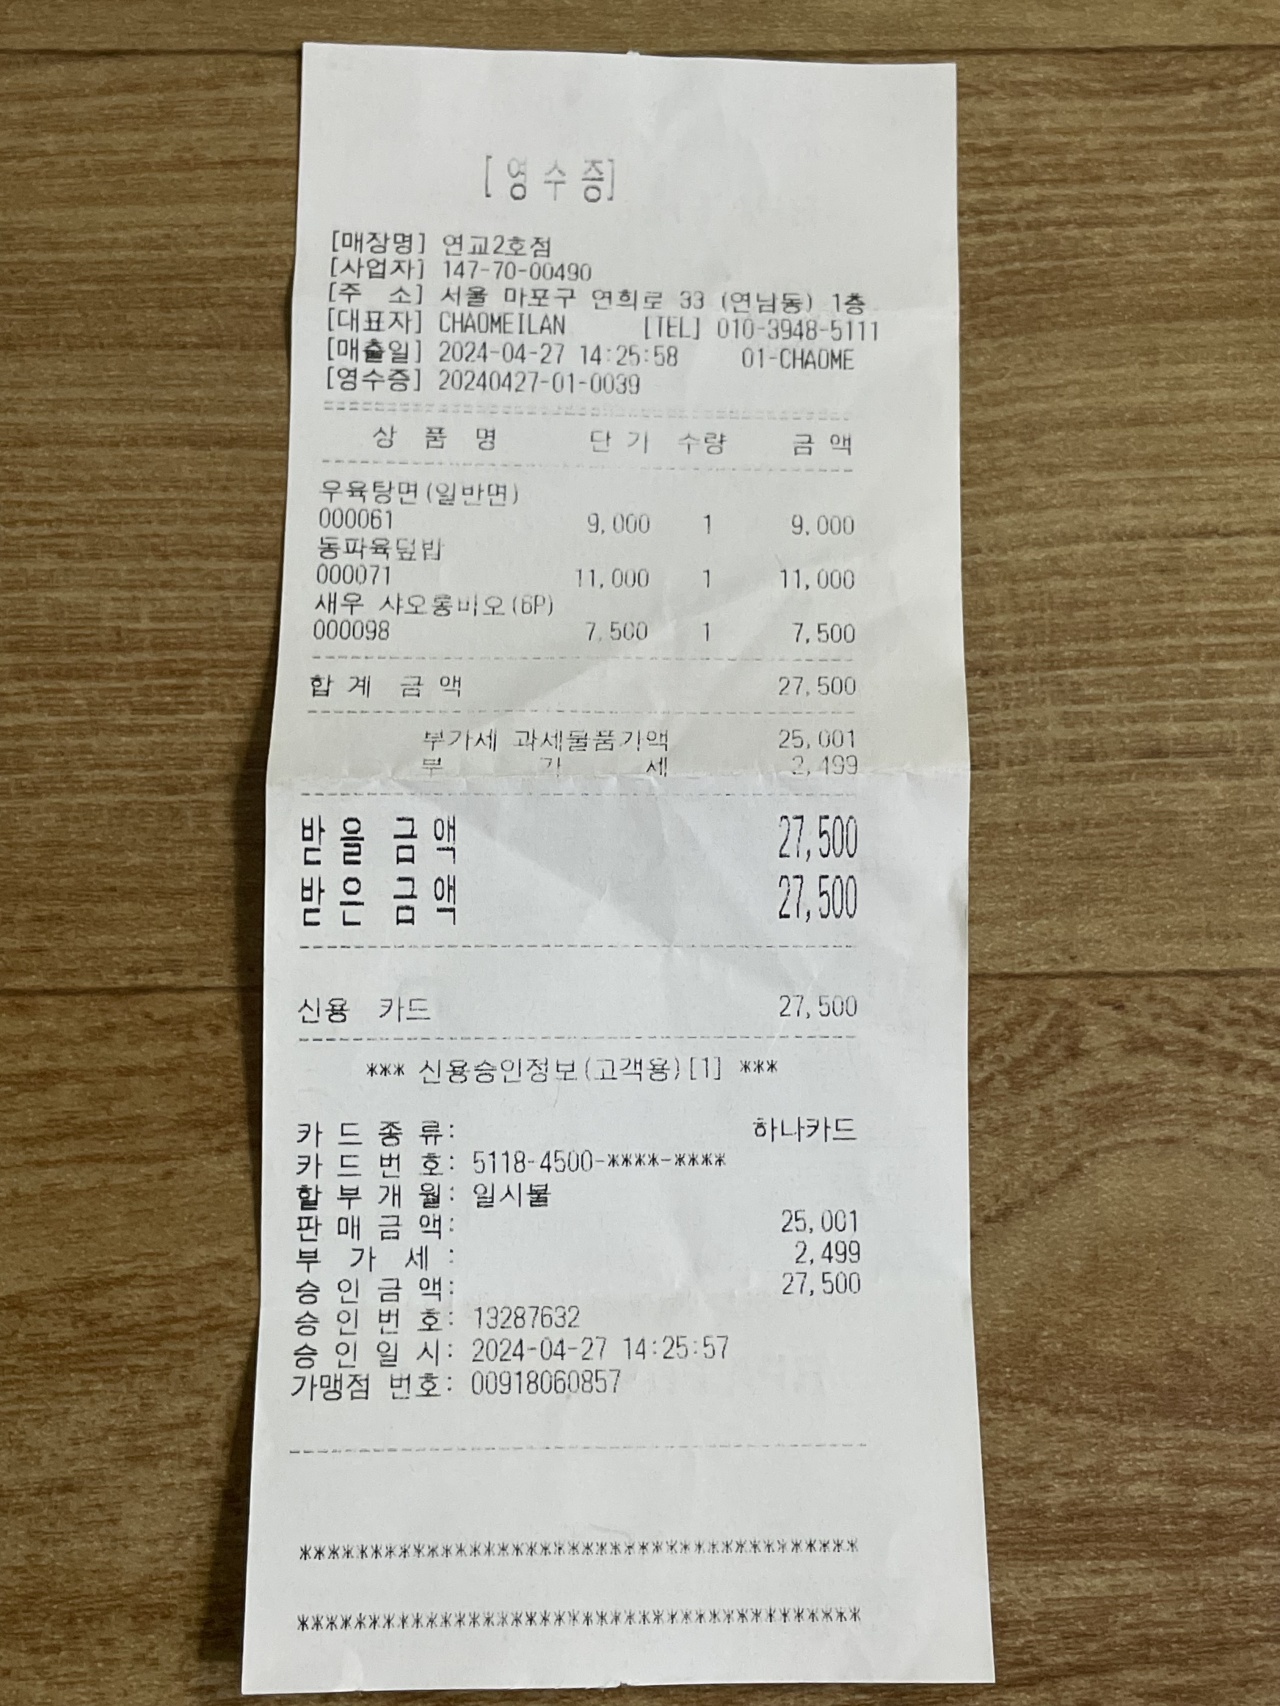 [ 영 수 증]
[매장명] 연교2호점
[사업자] 147-70-00490
[주 소] 서울 마포구 연희로 33 (연남동) 1층
[대표자] CHAOMEILAN [TEL] 010-3948-5111
[매출일] 2024-04-27 14:25:58 01-CHAOME
[영수증] 20240427-01-0039
상 품 명 단 가 수량 금 액
우육탕면(일반면)
000061 9,000 1 9,000
동파육덮밥
000071 11,000 1 11,000
새우 샤오롱바오(6P)
000098 7,500 1 7,500
합 계 금 액 27,500
부가세 과세물품가액 25,001
부 가 세 2,499
받 을 금 액 27,500
받 은 금 액 27,500
신용 카드 27,500
*** 신용승인정보(고객용)[1] ***
카 드 종 류: 하나카드
카 드 번 호: 5118-4500-****-****
할 부 개 월: 일시불
판 매 금 액: 25,001
부 가 세 : 2,499
승 인 금 액: 27,500
승 인 번 호: 13287632
승 인 일 시: 2024-04-27 14:25:57
가맹점 번호: 00918060857
****************************************
****************************************